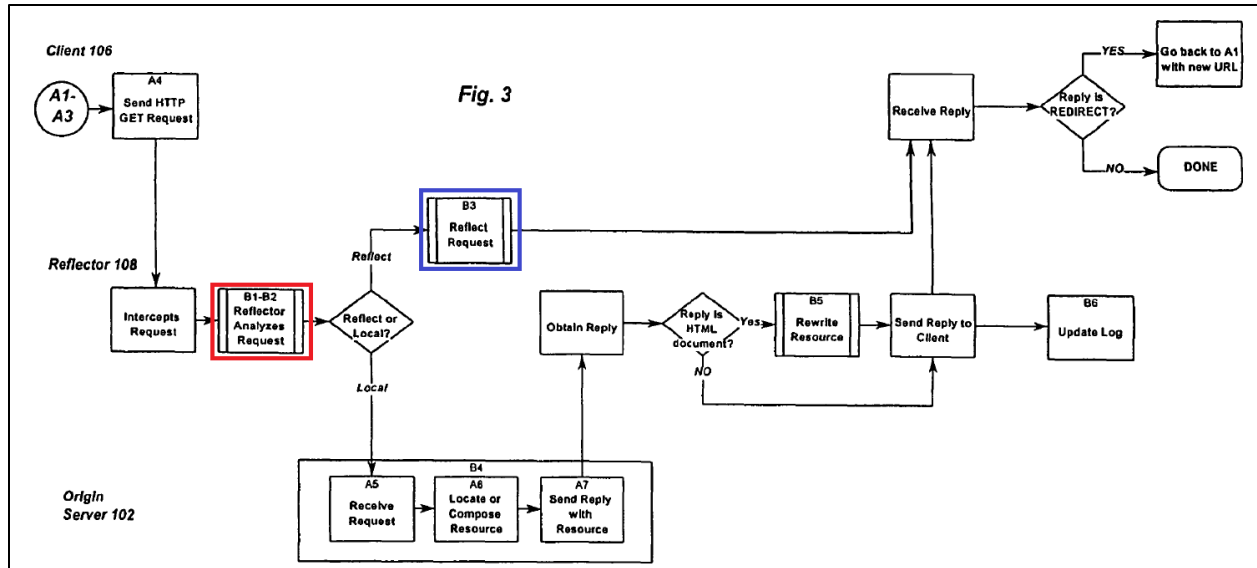 Client 106
A1-
A3
A4
Send HTTP
GET Request
Fig. 3
Receive Reply
Reply is
REDIRECT?
YES
Go back to A1
with new URL
NO
DONE
B3
Reflect
Request
Reflect
Reflector 108
Intercepts
Request
B1-B2
Reflector
Analyzes
Request
Reflect or
Local?
Local
Obtain Reply
Reply is
HTML
document?
Yes
NO
B5
Rewrite
Resource
Send Reply to
Client
B6
Update Log
Origin
Server 102
B4
A5
Receive
Request
A6
Locate or
Compose
Resource
A7
Send Reply
with
Resource